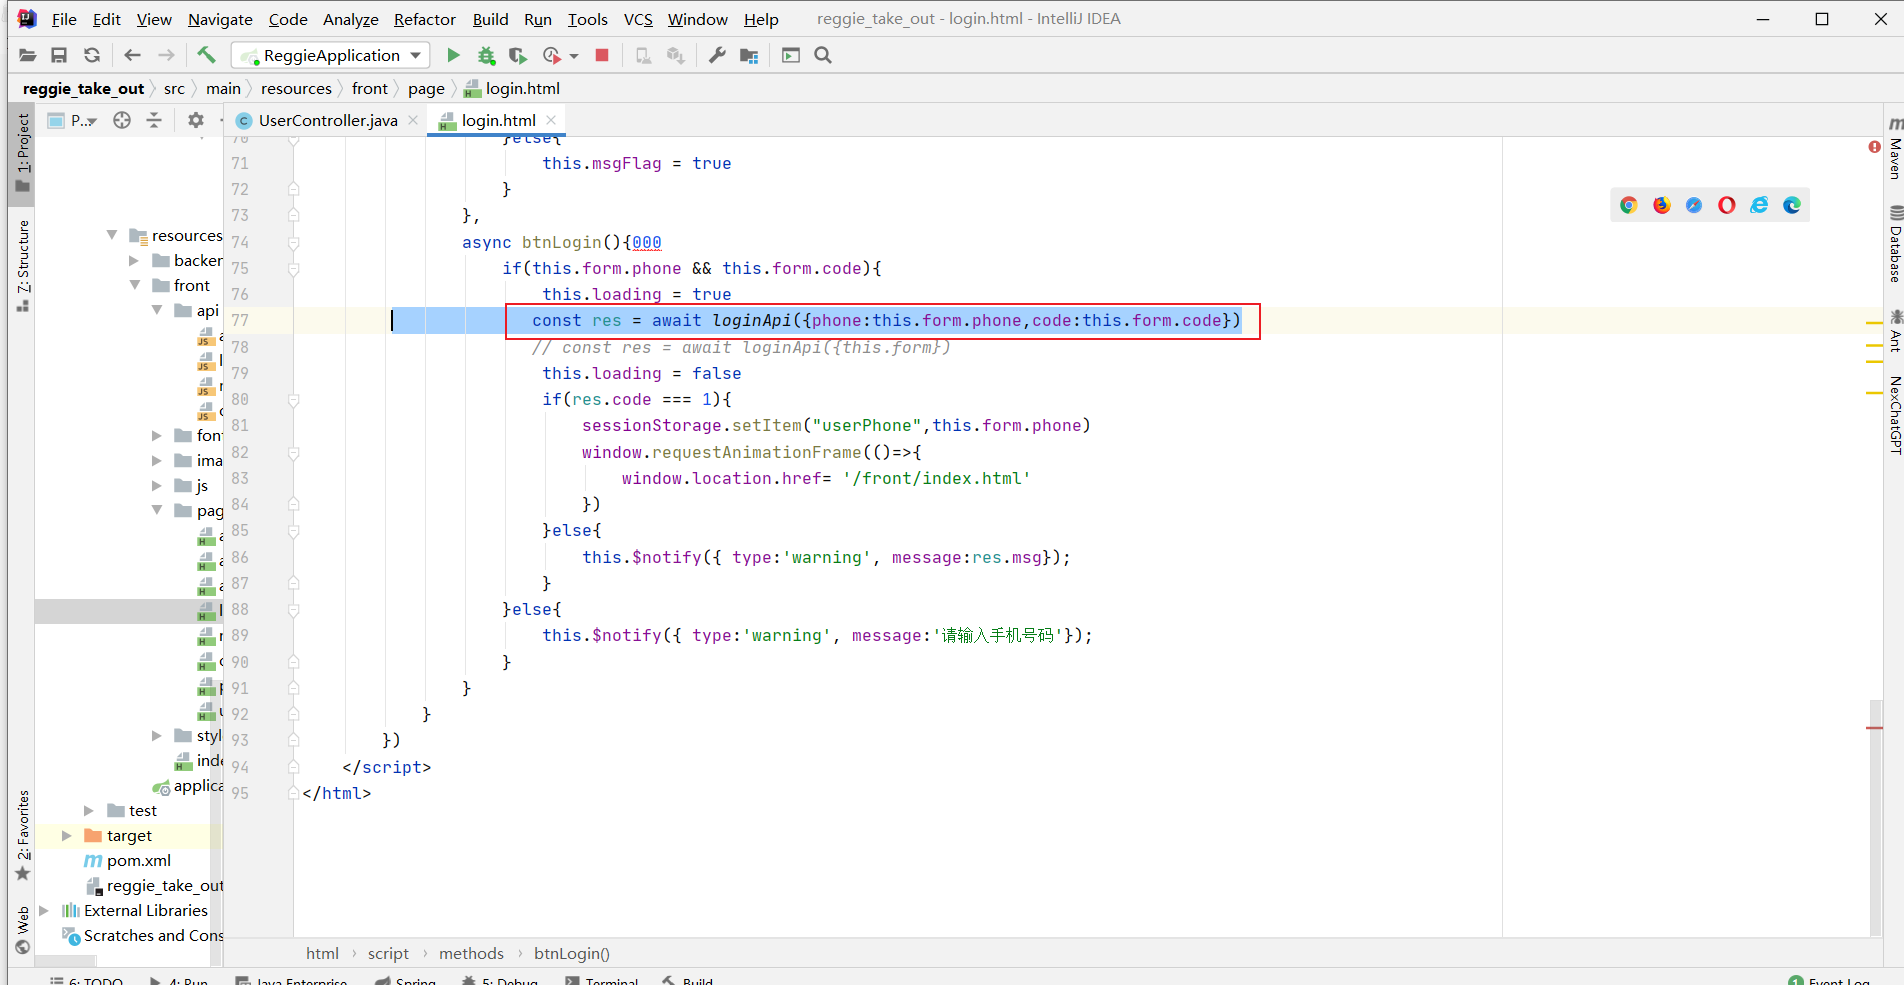 File Edit View Navigate Code Analyze Refactor Build Run Tools VCS Window Help reggie_take_out - login.html - IntelliJ IDEA
ReggieApplication
reggie_take_out src main resources front page login.html
P... UserController.java login.html
1: Project
7: Structure
2: Favorites
Web
resources
backer
front
api
JS
JS
JS
JS
fon
ima
js
pag
H
H
H
H
H
H
H
H
styl
inde
applica
test
target
pom.xml
reggie_take_out
External Libraries
Scratches and Cons
70 }else{
71 this.msgFlag = true
72 }
73 },
74 async btnLogin(){000
75 if(this.form.phone && this.form.code){
76 this.loading = true
77 const res = await loginApi({phone:this.form.phone,code:this.form.code})
78 // const res = await loginApi({this.form})
79 this.loading = false
80 if(res.code === 1){
81 sessionStorage.setItem("userPhone",this.form.phone)
82 window.requestAnimationFrame(()=>{
83 window.location.href= '/front/index.html'
84 })
85 }else{
86 this.$notify({ type:'warning', message:res.msg});
87 }
88 }else{
89 this.$notify({ type:'warning', message:'请输入手机号码'});
90 }
91 }
92 }
93 })
94 </script>
95 </html>
Maven
Database
Ant
NexChatGPT
html › script › methods › btnLogin()
6: TODO 4: Run Java Enterprise Spring 5: Debug Terminal Build 1 Event Log